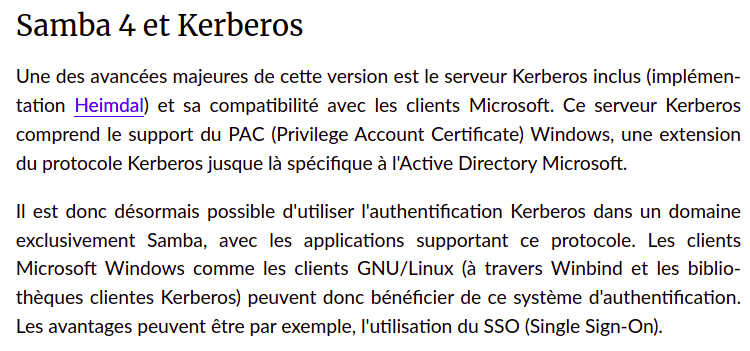 Samba 4 et Kerberos
Une des avancées majeures de cette version est le serveur Kerberos inclus (implémen-
tation Heimdal) et sa compatibilité avec les clients Microsoft. Ce serveur Kerberos
comprend le support du PAC (Privilege Account Certificate) Windows, une extension
du protocole Kerberos jusque là spécifique à l'Active Directory Microsoft.
Il est donc désormais possible d'utiliser l'authentification Kerberos dans un domaine
exclusivement Samba, avec les applications supportant ce protocole. Les clients
Microsoft Windows comme les clients GNU/Linux (à travers Winbind et les biblio-
thèques clientes Kerberos) peuvent donc bénéficier de ce système d'authentification.
Les avantages peuvent être par exemple, l'utilisation du SSO (Single Sign-On).